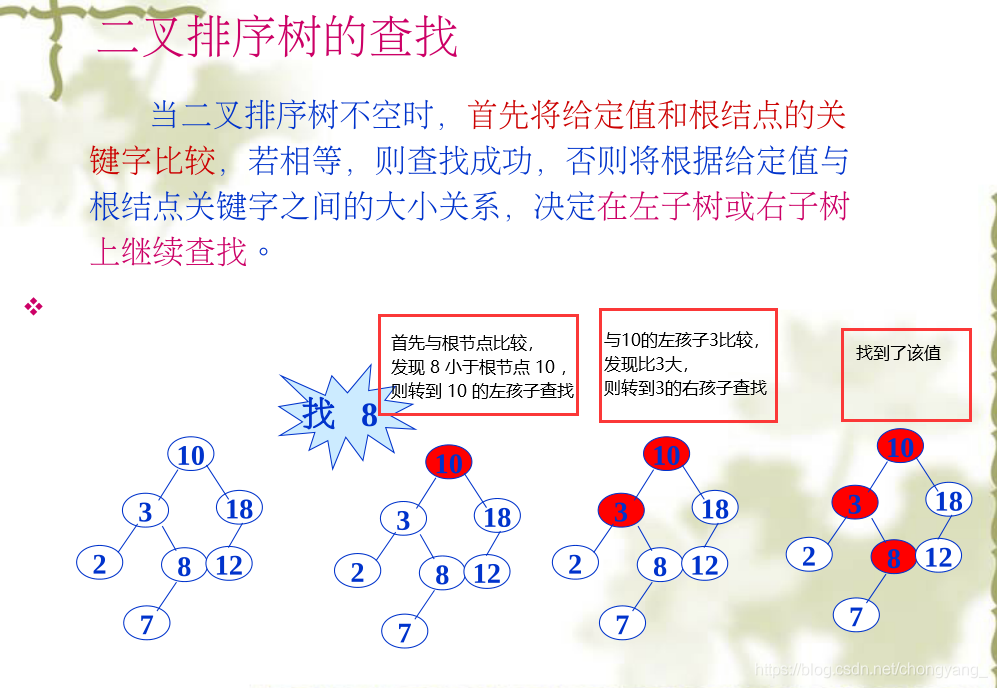 二叉排序树的查找
当二叉排序树不空时，首先将给定值和根结点的关
键字比较，若相等，则查找成功，否则将根据给定值与
根结点关键字之间的大小关系，决定在左子树或右子树
上继续查找。
首先与根节点比较，
发现 8 小于根节点 10 ，
则转到 10 的左孩子查找
与10的左孩子3比较，
发现比3大，
则转到3的右孩子查找
找到了该值
找 8
10
3
18
2
8
12
7
10
3
18
2
8
12
7
10
3
18
2
8
12
7
10
3
18
2
8
12
7
https://blog.csdn.net/chongyang_